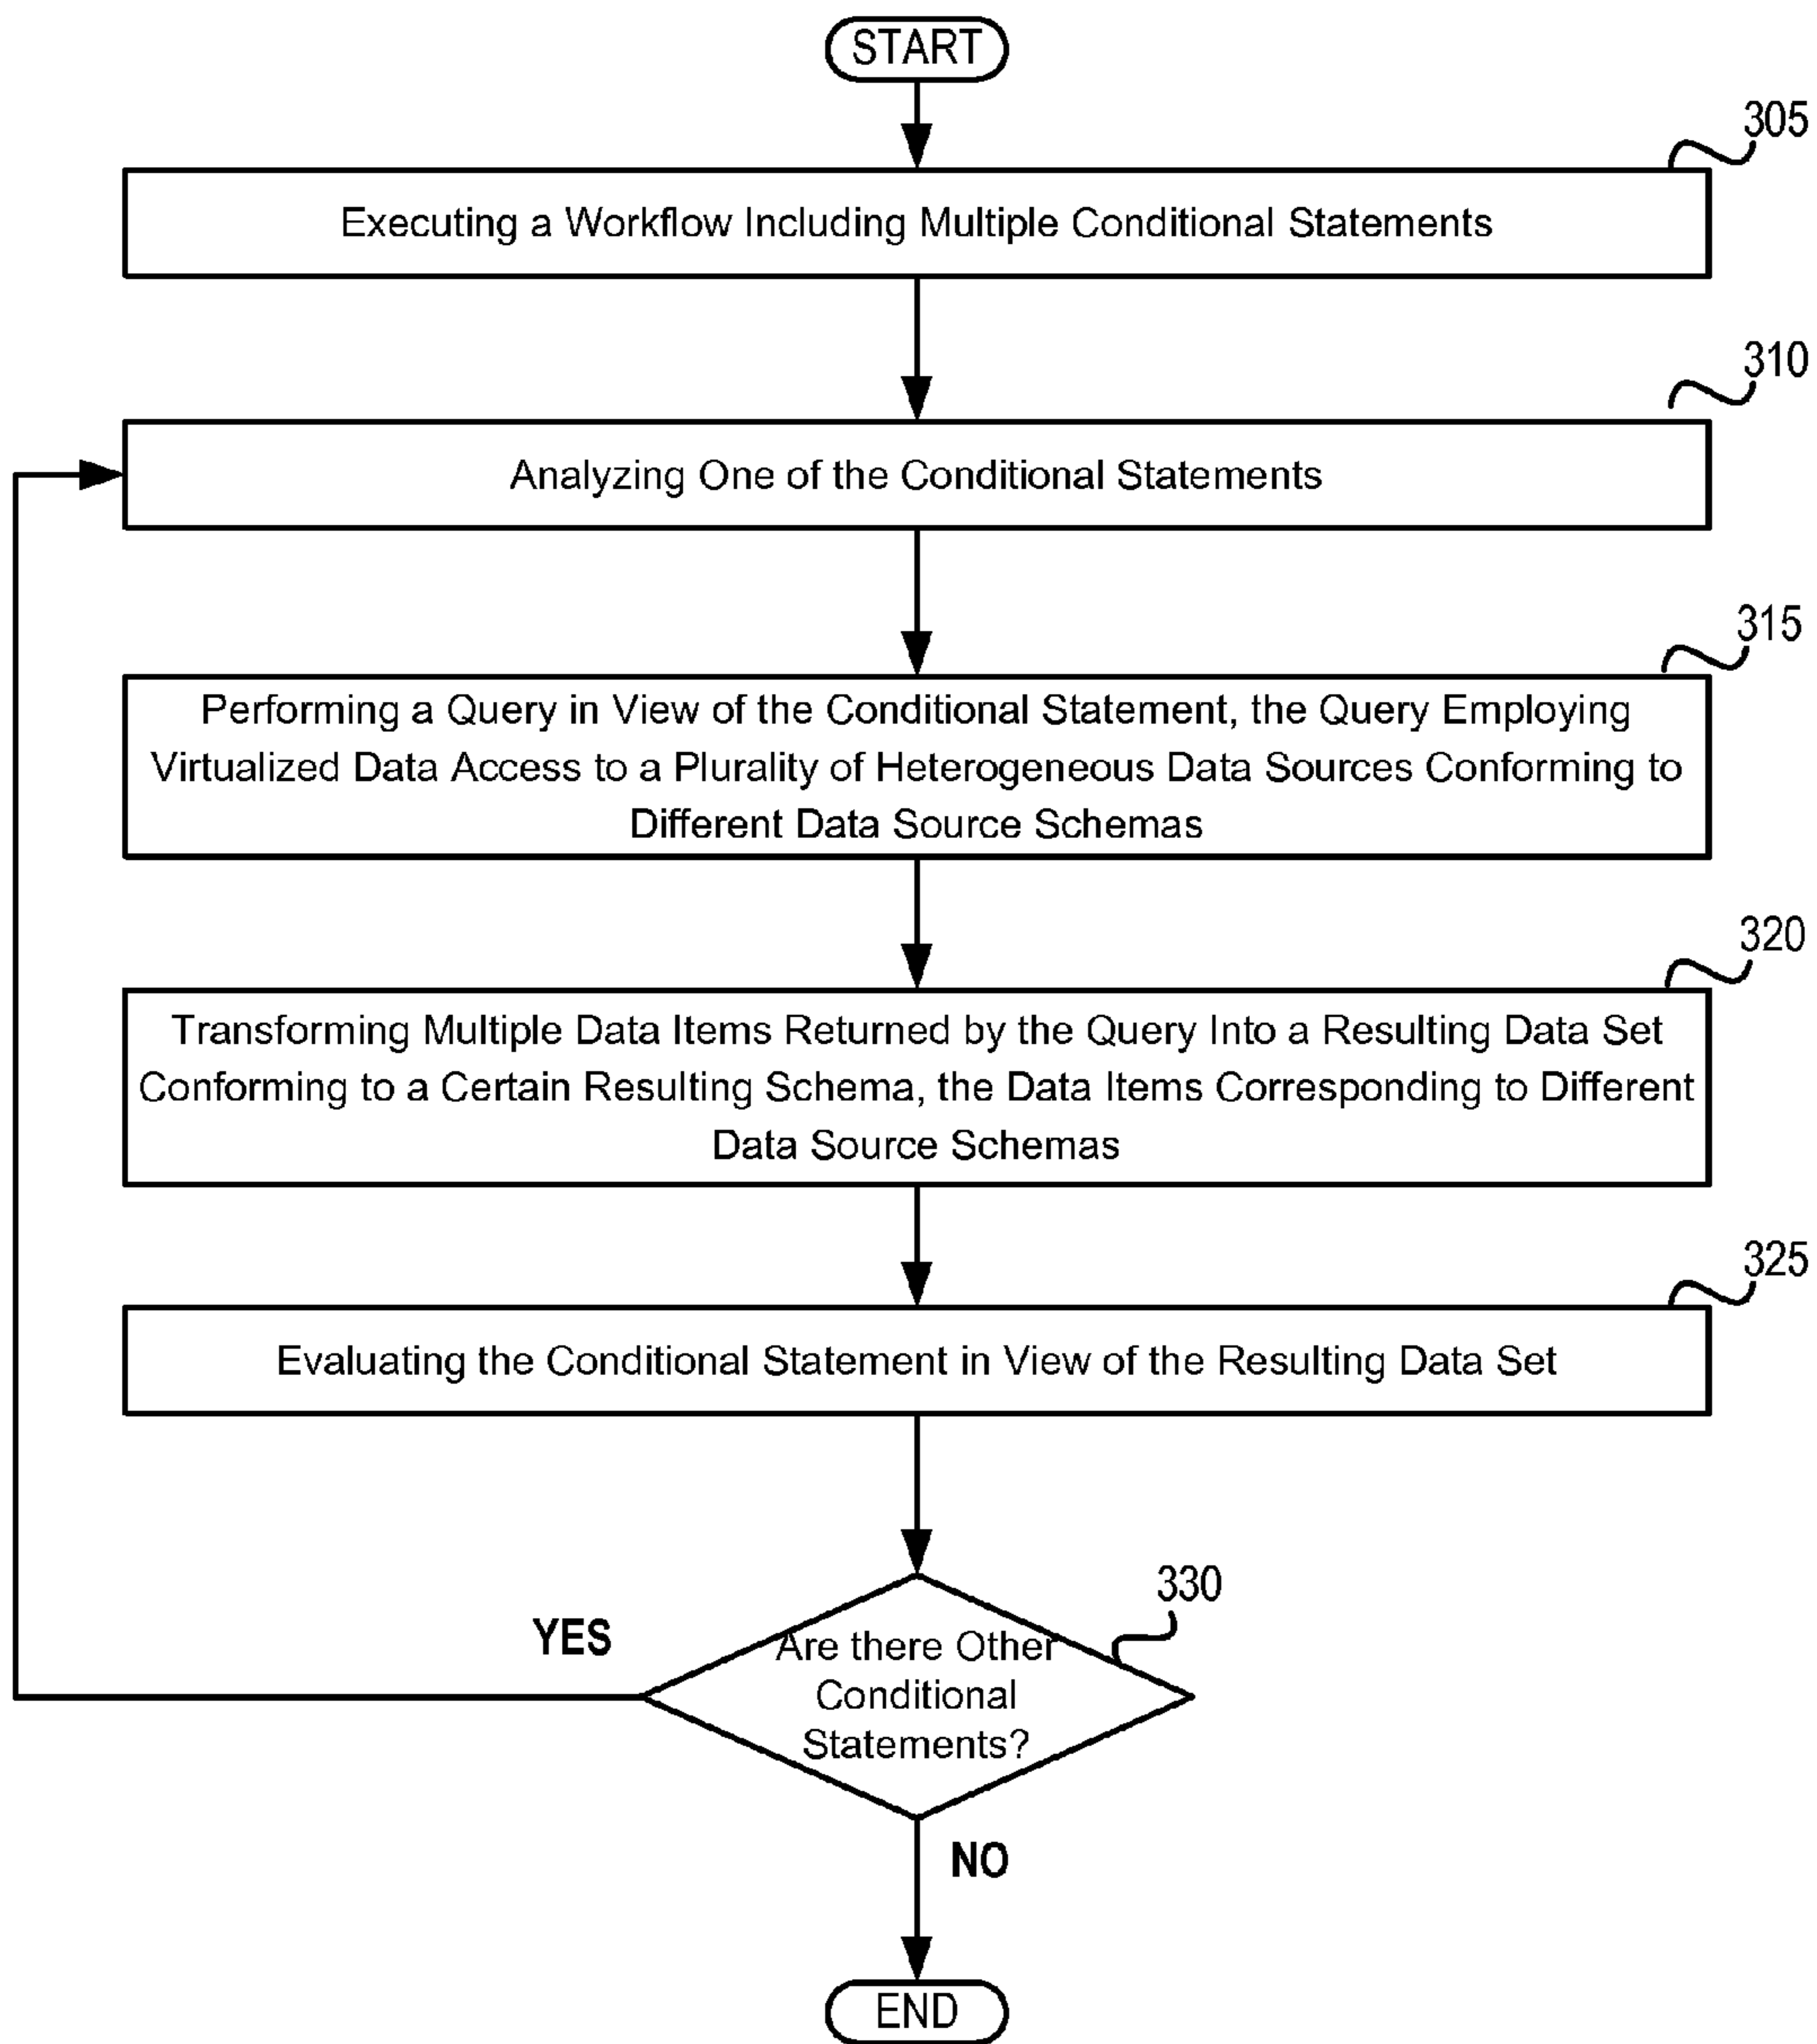 START
305
Executing a Workflow Including Multiple Conditional Statements
310
Analyzing One of the Conditional Statements
315
Performing a Query in View of the Conditional Statement, the Query Employing
Virtualized Data Access to a Plurality of Heterogeneous Data Sources Conforming to
Different Data Source Schemas
320
Transforming Multiple Data Items Returned by the Query Into a Resulting Data Set
Conforming to a Certain Resulting Schema, the Data Items Corresponding to Different
Data Source Schemas
325
Evaluating the Conditional Statement in View of the Resulting Data Set
330
YES
Are there Other
Conditional
Statements?
NO
END